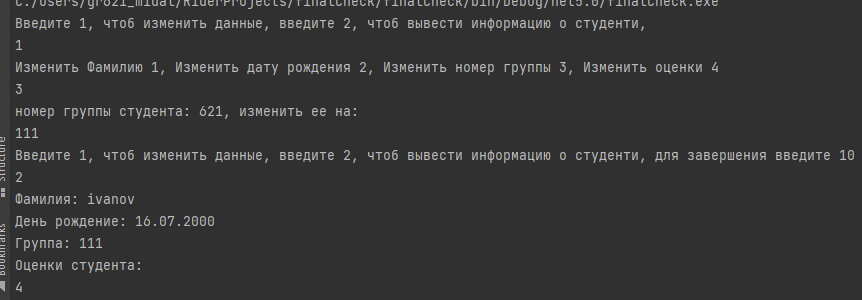 C:/Users/grozi_midat/RiderProjects/finalCheck/finalCheck/bin/Debug/net5.0/finalCheck.exe
Введите 1, чтоб изменить данные, введите 2, чтоб вывести информацию о студенти,
1
Изменить Фамилию 1, Изменить дату рождения 2, Изменить номер группы 3, Изменить оценки 4
3
номер группы студента: 621, изменить ее на:
111
Введите 1, чтоб изменить данные, введите 2, чтоб вывести информацию о студенти, для завершения введите 10
2
Фамилия: ivanov
День рождение: 16.07.2000
Группа: 111
Оценки студента:
4
Structure
Bookmarks